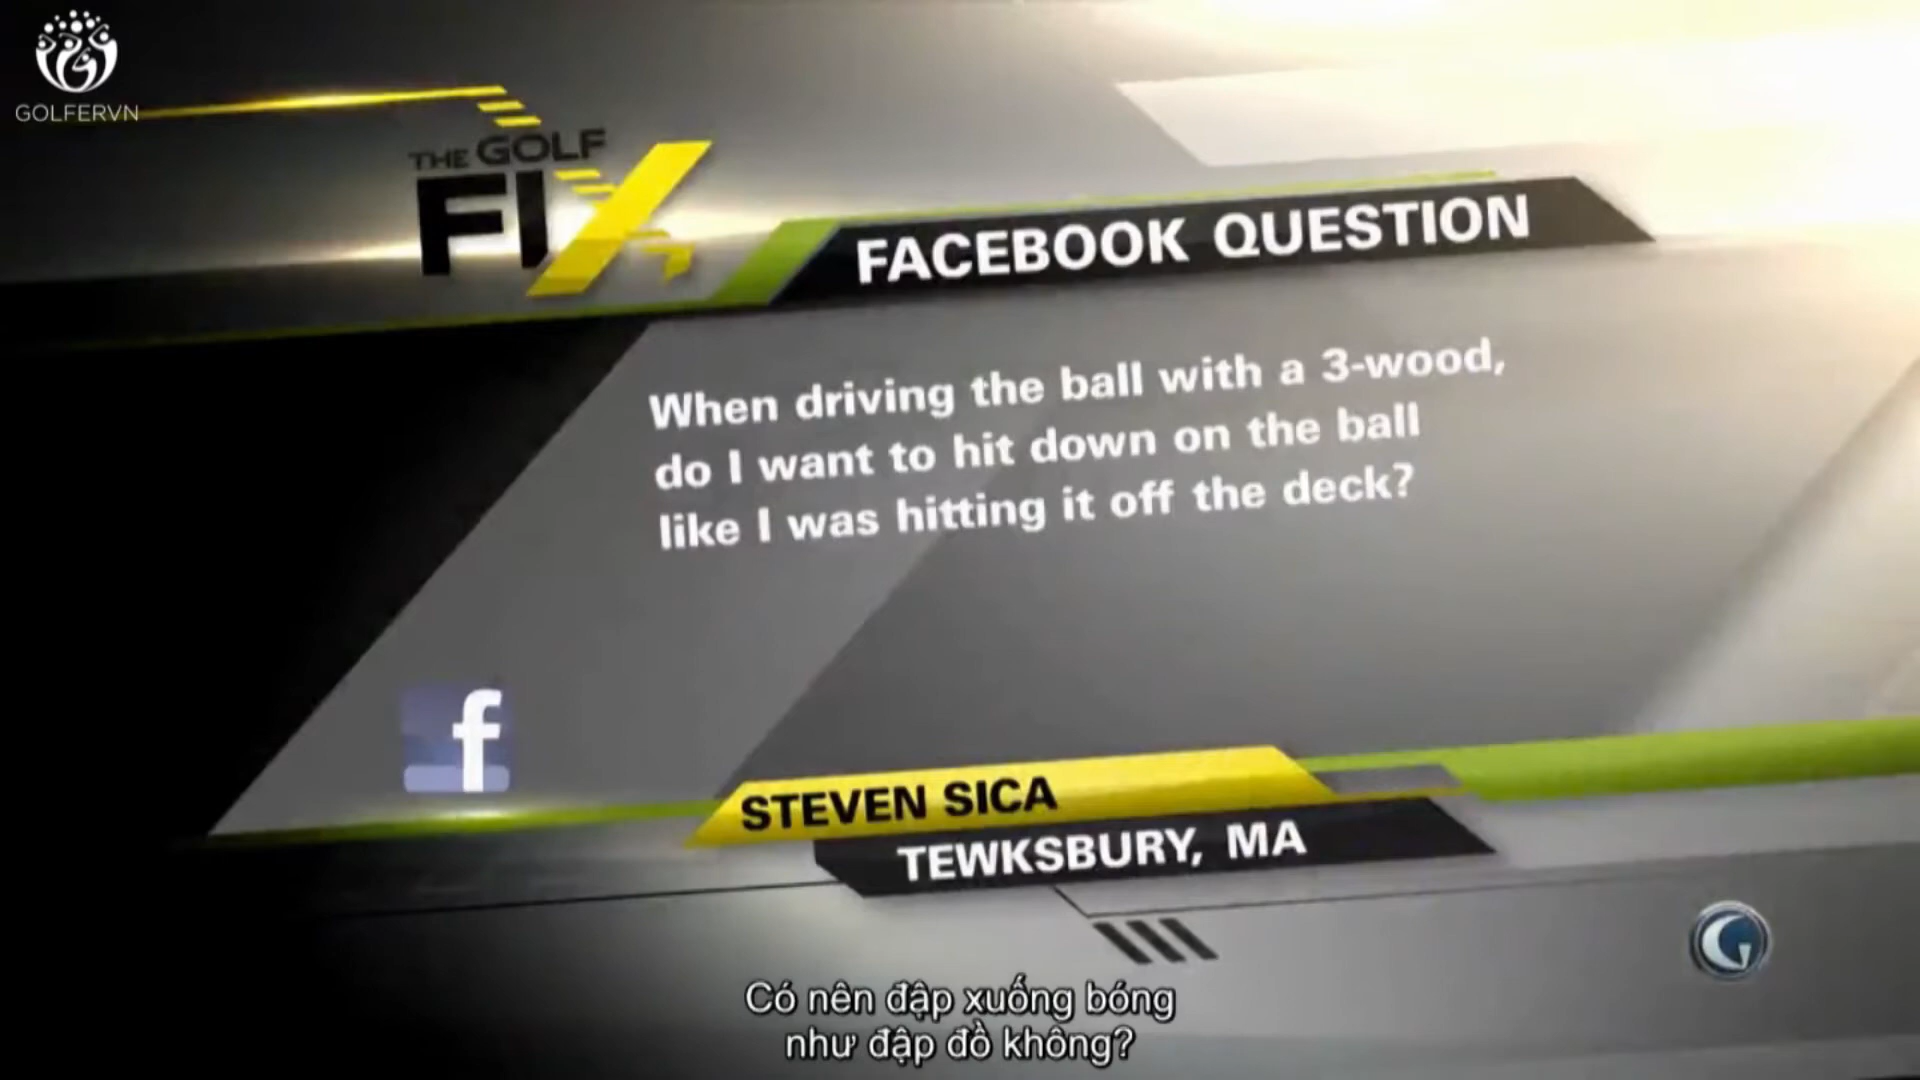 GOLFERVN
THE GOLF
FIX
FACEBOOK QUESTION
When driving the ball with a 3-wood,
do I want to hit down on the ball
like I was hitting it off the deck?
f
STEVEN SICA
TEWKSBURY, MA
G
Có nên đập xuống bóng
như đập đồ không?